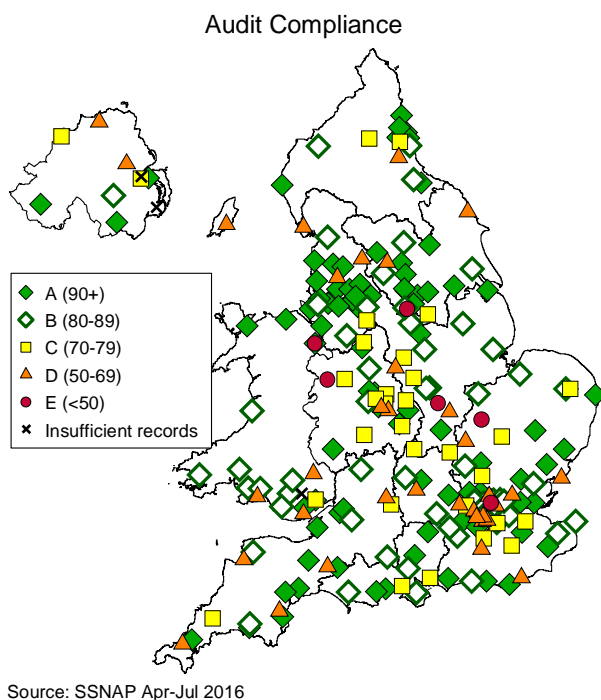 Audit Compliance
A (90+)
B (80-89)
C (70-79)
D (50-69)
E (<50)
Insufficient records
Source: SSNAP Apr-Jul 2016